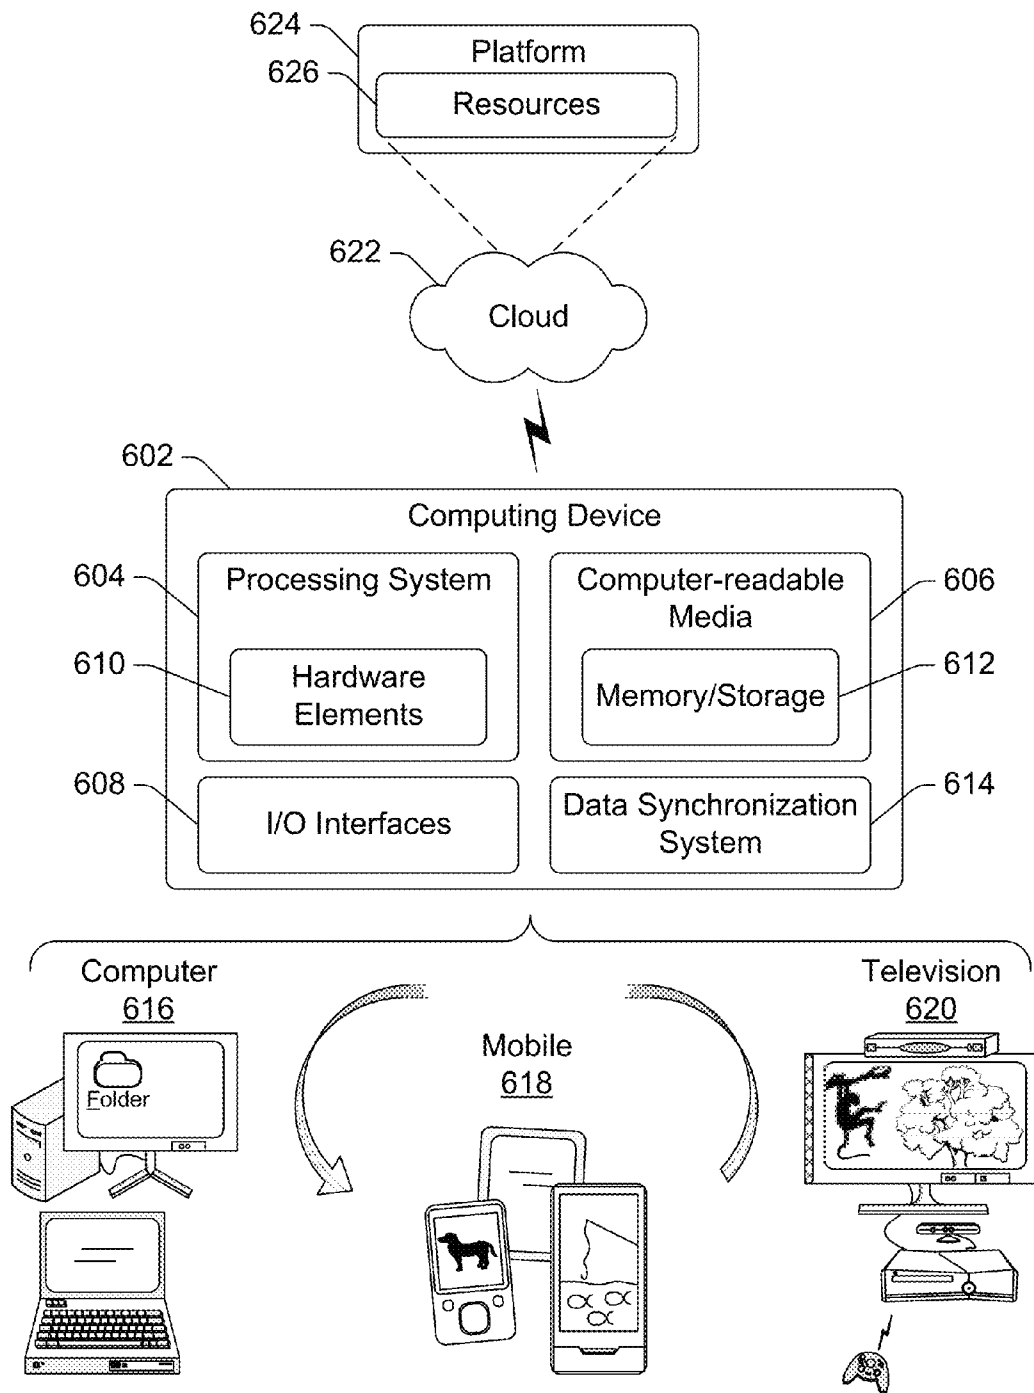 624
Platform
626
Resources
622
Cloud
602
Computing Device
604
Processing System
Computer-readable
Media
606
610
Hardware
Elements
Memory/Storage
612
608
I/O Interfaces
Data Synchronization
System
614
Computer
616
Television
620
Mobile
618
Folder